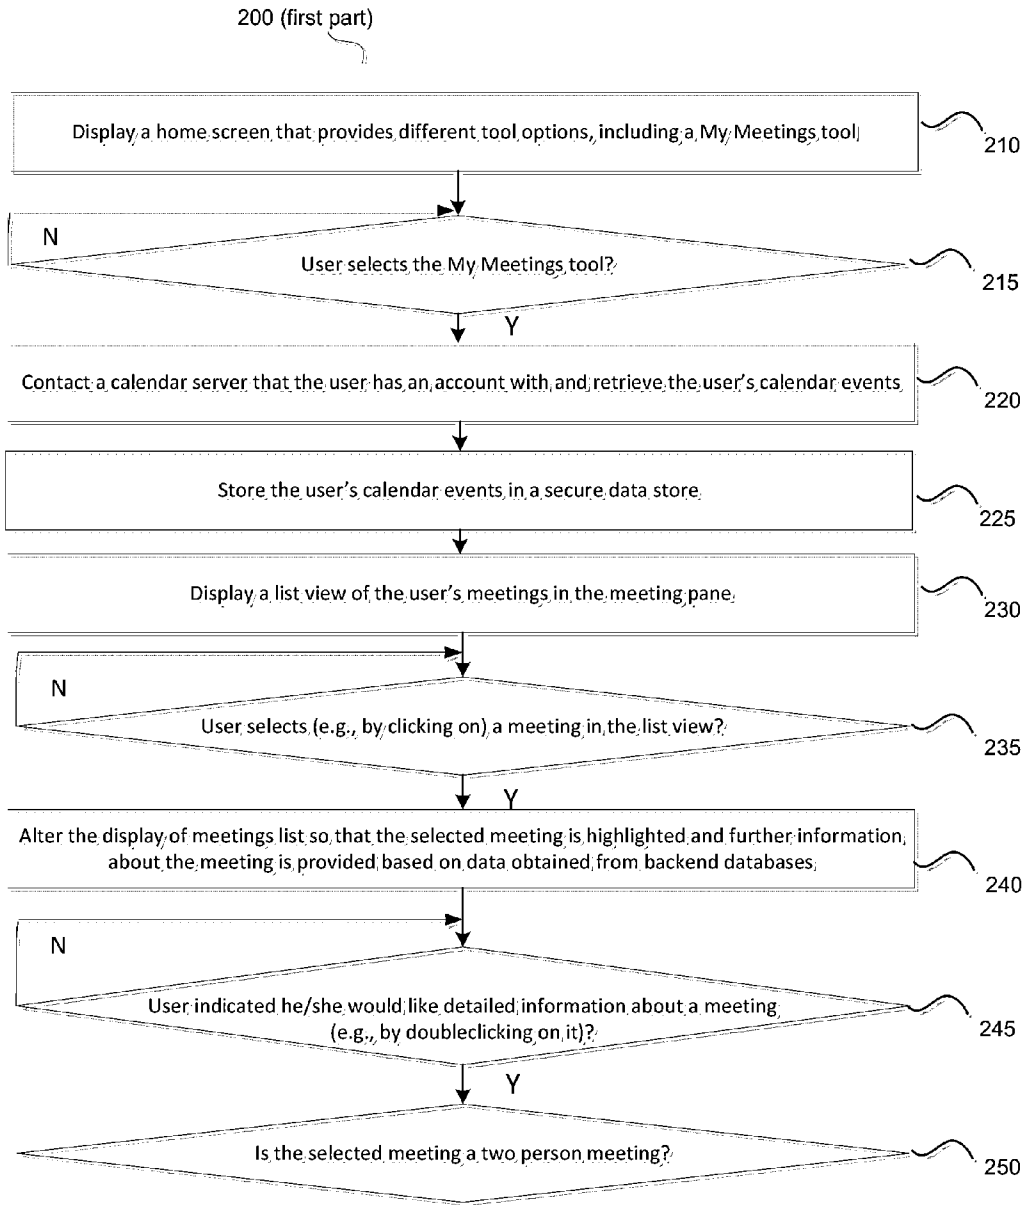 200 (first part)
Display a home screen that provides different tool options, including a My Meetings tool
210
N
User selects the My Meetings tool?
215
Y
Contact a calendar server that the user has an account with and retrieve the user's calendar events
220
Store the user's calendar events in a secure data store
225
Display a list view of the user's meetings in the meeting pane
230
N
User selects (e.g., by clicking on) a meeting in the list view?
235
Y
Alter the display of meetings list so that the selected meeting is highlighted and further information
about the meeting is provided based on data obtained from backend databases
240
N
User indicated he/she would like detailed information about a meeting
(e.g., by doubleclicking on it)?
245
Y
Is the selected meeting a two person meeting?
250